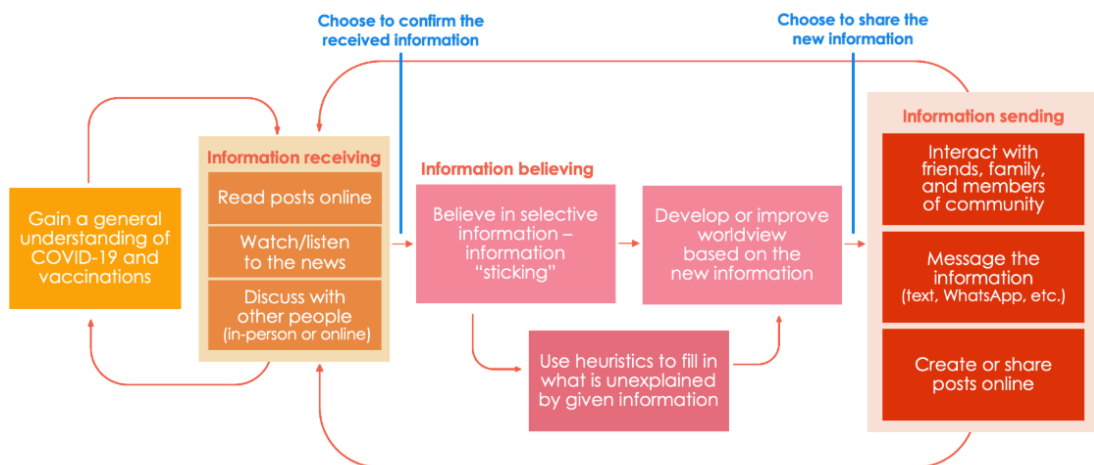 Choose to confirm the
received information
Choose to share the
new information
Gain a general
understanding of
COVID-19 and
vaccinations
Information receiving
Read posts online
Watch/listen
to the news
Discuss with
other people
(in-person or online)
Information believing
Believe in selective
information –
information
“sticking”
Develop or improve
worldview
based on the
new information
Use heuristics to fill in
what is unexplained
by given information
Information sending
Interact with
friends, family,
and members
of community
Message the
information
(text, WhatsApp, etc.)
Create or share
posts online